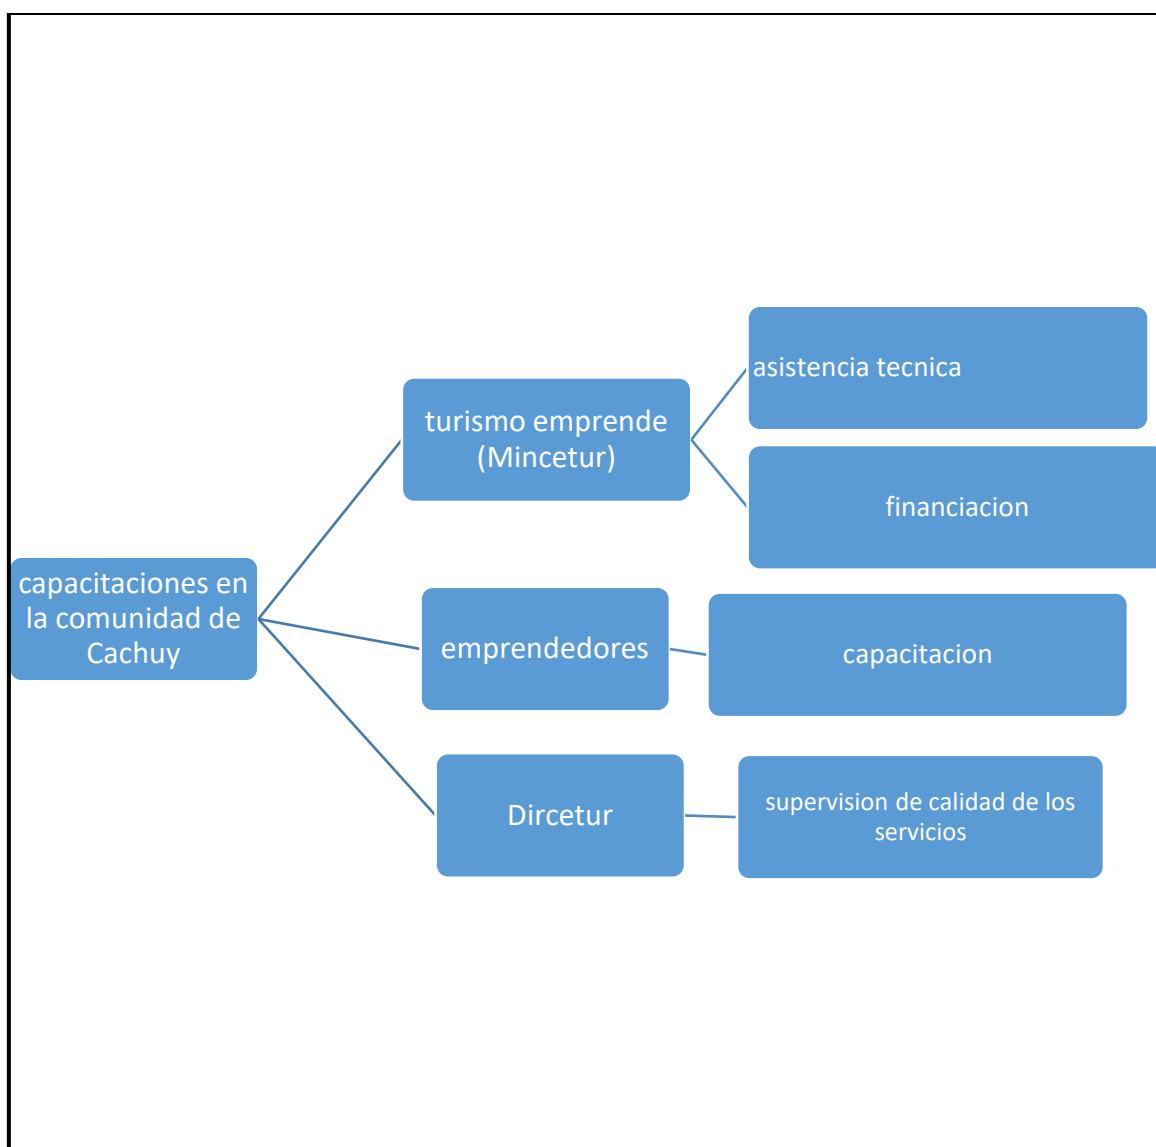 capacitaciones en
la comunidad de
Cachuy
turismo emprende
(Mincetur)
asistencia tecnica
financiacion
emprendedores
capacitacion
Dircetur
supervision de calidad de los
servicios